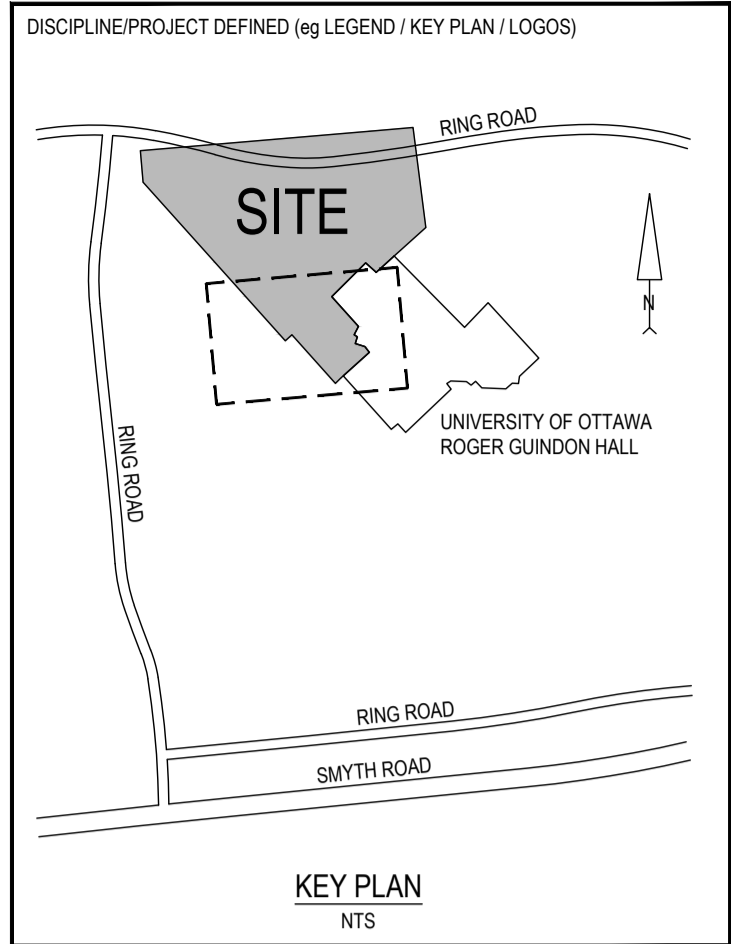 DISCIPLINE/PROJECT DEFINED (eg LEGEND / KEY PLAN / LOGOS)
RING ROAD
SITE
N
UNIVERSITY OF OTTAWA
ROGER GUINDON HALL
RING ROAD
RING ROAD
SMYTH ROAD
KEY PLAN
NTS